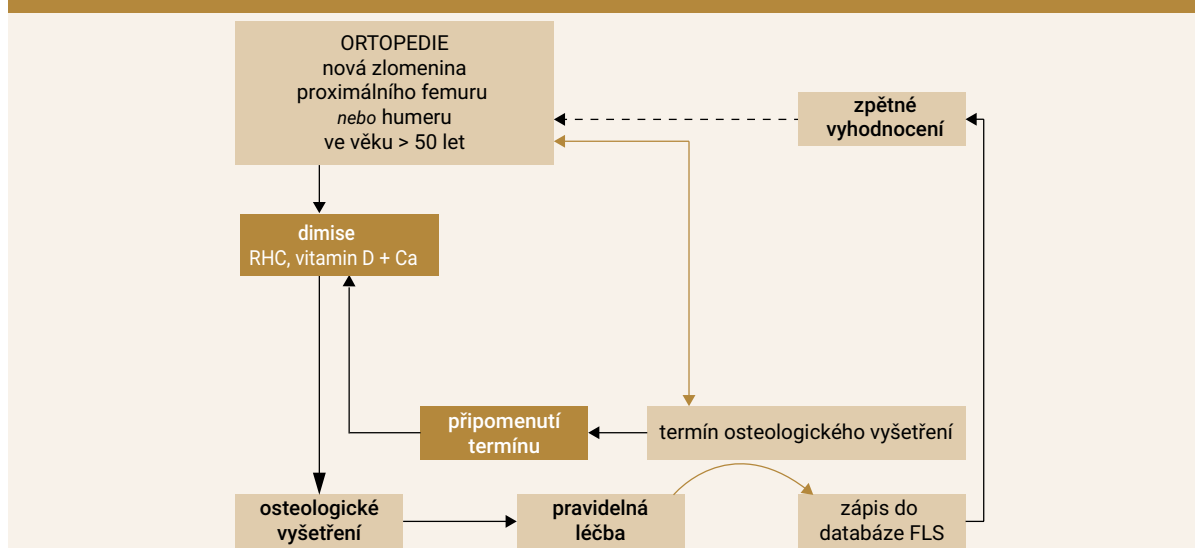 ORTOPEDIE
nová zlomenina
proximálního femuru
nebo humeru
ve věku > 50 let
zpětné
vyhodnocení
dimise
RHC, vitamin D + Ca
připomenutí
termínu
termín osteologického vyšetření
osteologické
vyšetření
pravidelná
léčba
zápis do
databáze FLS